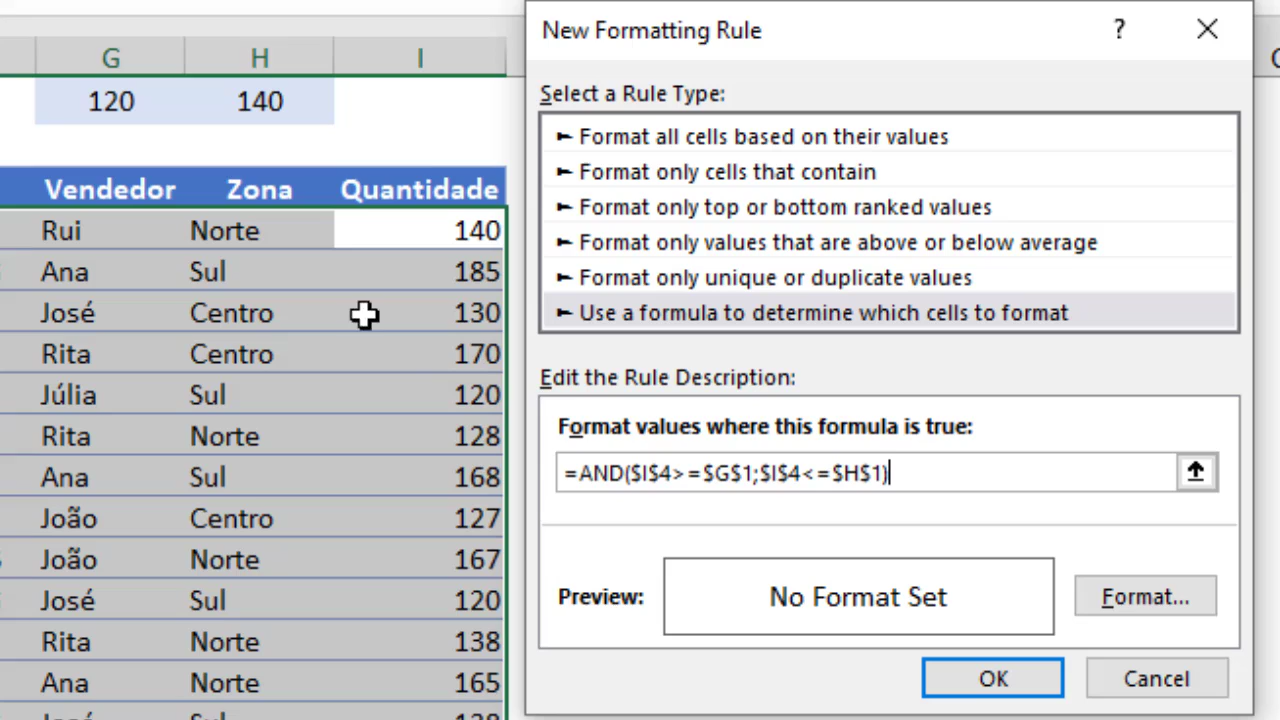 New Formatting Rule ?
G H I
120 140
Select a Rule Type:
► Format all cells based on their values
► Format only cells that contain
► Format only top or bottom ranked values
► Format only values that are above or below average
► Format only unique or duplicate values
► Use a formula to determine which cells to format
Vendedor Zona Quantidade
Rui Norte 140
Ana Sul 185
José Centro 130
Rita Centro 170
Júlia Sul 120
Rita Norte 128
Ana Sul 168
João Centro 127
João Norte 167
José Sul 120
Rita Norte 138
Ana Norte 165
José Sul
Edit the Rule Description:
Format values where this formula is true:
=AND($I$4>=$G$1;$I$4<=$H$1)
Preview: No Format Set Format...
OK Cancel